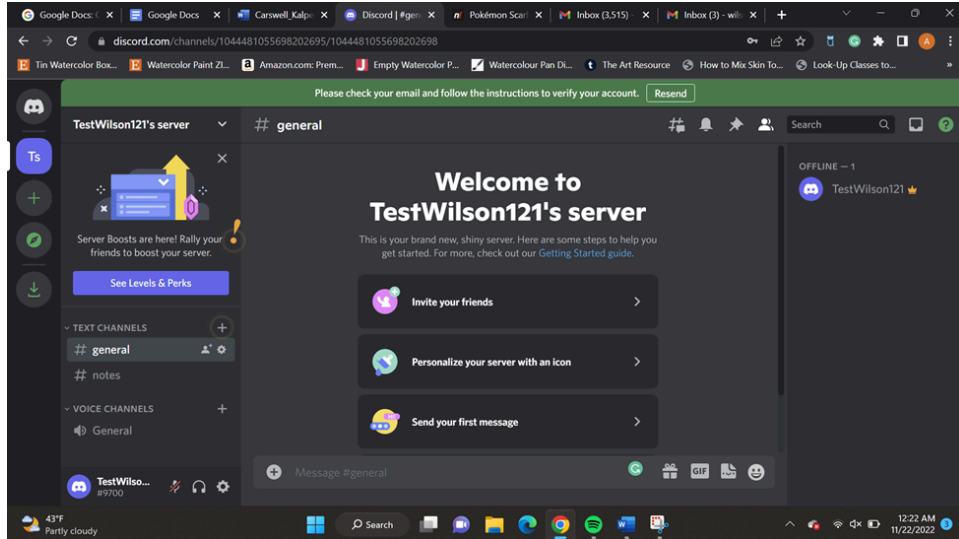 Google Docs: C
Google Docs
Carswell_Kalpe
Discord | #gen
Pokémon Scarl
Inbox (3,515) -
Inbox (3) - wils
discord.com/channels/1044481055698202695/1044481055698202698
Tin Watercolor Box...
Watercolor Paint Zl...
Amazon.com: Prem...
Empty Watercolor P...
Watercolour Pan Di...
The Art Resource
How to Mix Skin To...
Look-Up Classes to...
Please check your email and follow the instructions to verify your account. Resend
TestWilson121's server
general
Search
Ts
Server Boosts are here! Rally your
friends to boost your server.
See Levels & Perks
TEXT CHANNELS
# general
# notes
VOICE CHANNELS
General
TestWilso...
#9700
Welcome to
TestWilson121's server
This is your brand new, shiny server. Here are some steps to help you
get started. For more, check out our Getting Started guide.
Invite your friends
Personalize your server with an icon
Send your first message
Message #general
GIF
OFFLINE — 1
TestWilson121
43°F
Partly cloudy
Search
12:22 AM
11/22/2022
3